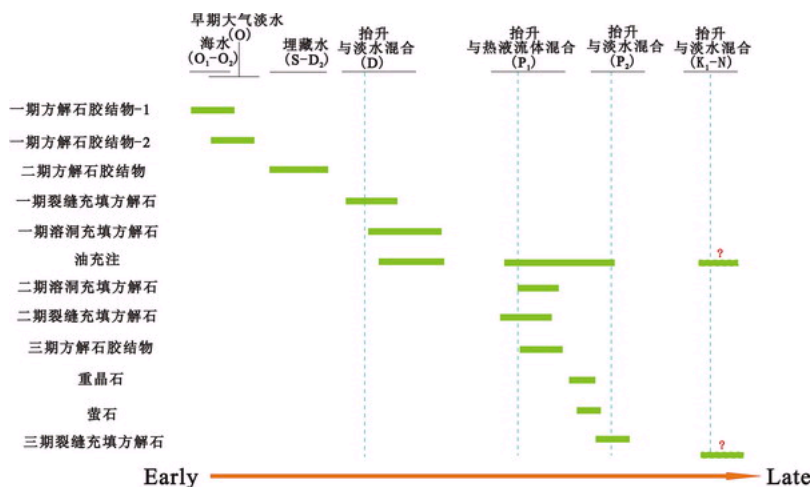 早期大气淡水
(O)
海水
(O₁-O₂)
埋藏水
(S-D₂)
抬升
与淡水混合
(D)
抬升
与热液流体混合
(P₁)
抬升
与淡水混合
(P₂)
抬升
与淡水混合
(K₁-N)
一期方解石胶结物-1
一期方解石胶结物-2
二期方解石胶结物
一期裂缝充填方解石
一期溶洞充填方解石
油充注
?
二期溶洞充填方解石
二期裂缝充填方解石
三期方解石胶结物
重晶石
萤石
三期裂缝充填方解石
?
Early
Late